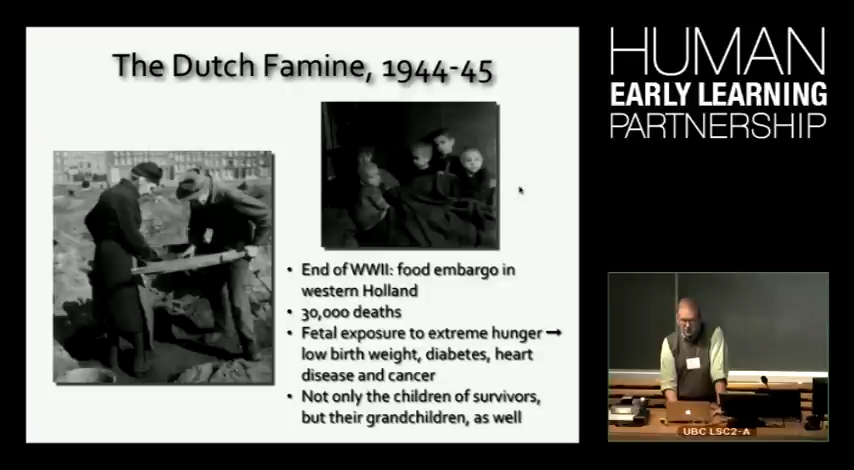 The Dutch Famine, 1944-45
• End of WWII: food embargo in
western Holland
• 30,000 deaths
• Fetal exposure to extreme hunger →
low birth weight, diabetes, heart
disease and cancer
• Not only the children of survivors,
but their grandchildren, as well
HUMAN
EARLY LEARNING
PARTNERSHIP
UBC LSC2-A